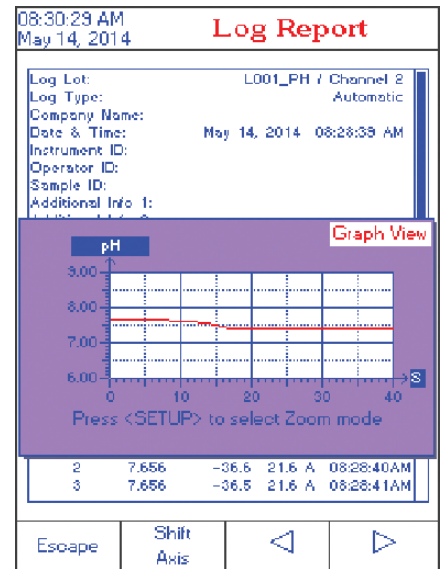 08:30:29 AM
May 14, 2014
Log Report
Log Lot: L001_PH / Channel 2
Log Type: Automatic
Company Name:
Date & Time: May 14, 2014 08:28:39 AM
Instrument ID:
Operator ID:
Sample ID:
Additional Info 1:
Graph View
pH
9.00
8.00
7.00
6.00
0 10 20 30 40
S
Press <SETUP> to select Zoom mode
2 7.656 -36.6 21.6 A 08:28:40AM
3 7.656 -36.5 21.6 A 08:28:41AM
Escape
Shift
Axis